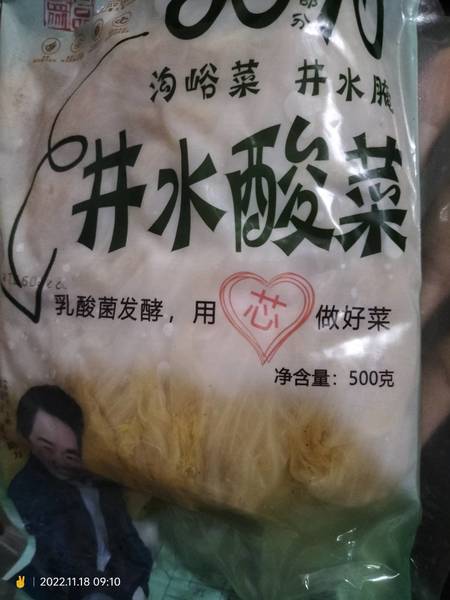 沟峪菜 井水腌
井水酸菜
乳酸菌发酵，用芯做好菜
净含量：500克
2022.11.18 09:10